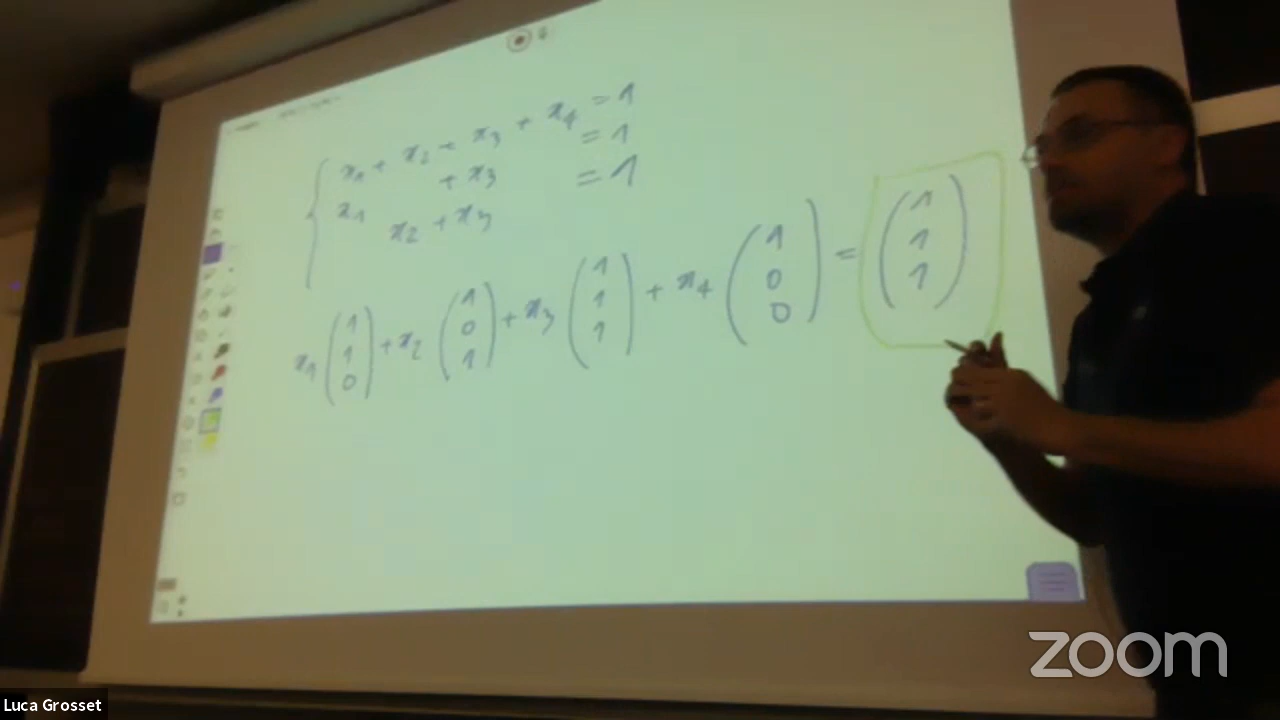 x₁ + x₂ + x₃ + x₄ = 1
x₁ + x₃ = 1
x₂ + x₃ = 1
x₁ (1 1 0) + x₂ (1 0 1) + x₃ (1 1 1) + x₄ (1 0 0) = (1 1 1)
zoom
Luca Grosset